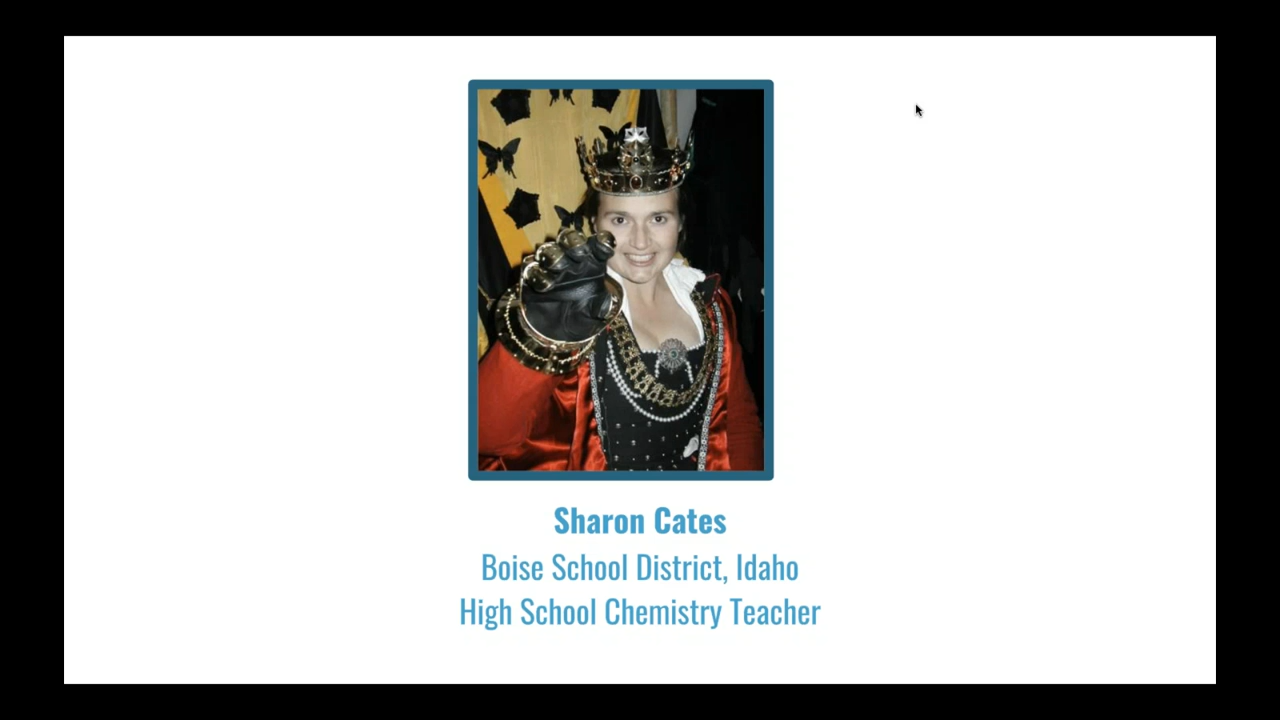 Sharon Cates
Boise School District, Idaho
High School Chemistry Teacher